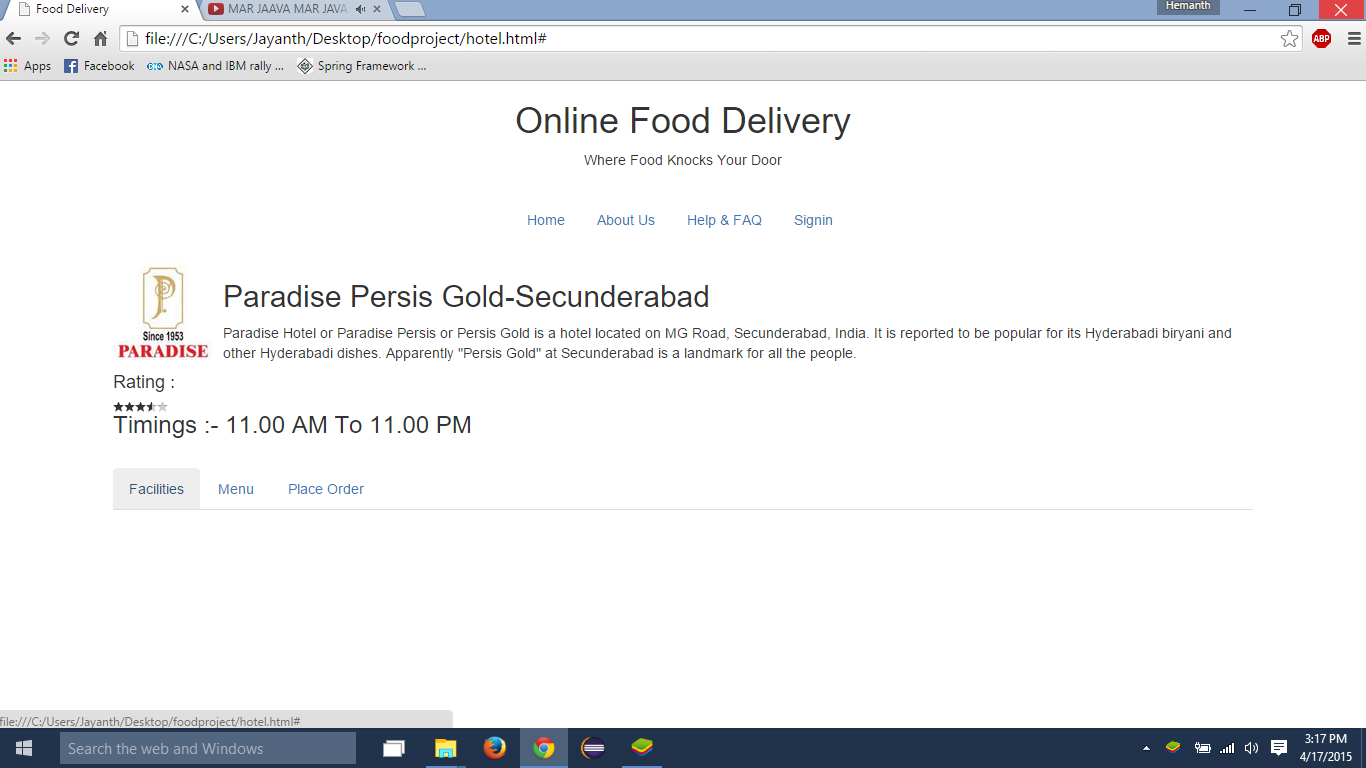 Food Delivery
MAR JAAVA MAR JAVA
Hemanth
file:///C:/Users/Jayanth/Desktop/foodproject/hotel.html#
ABP
Apps
Facebook
NASA and IBM rally ...
Spring Framework ...
Online Food Delivery
Where Food Knocks Your Door
Home
About Us
Help & FAQ
Signin
P
Since 1953
PARADISE
Paradise Persis Gold-Secunderabad
Paradise Hotel or Paradise Persis or Persis Gold is a hotel located on MG Road, Secunderabad, India. It is reported to be popular for its Hyderabadi biryani and
other Hyderabadi dishes. Apparently "Persis Gold" at Secunderabad is a landmark for all the people.
Rating :
Timings :- 11.00 AM To 11.00 PM
Facilities
Menu
Place Order
file:///C:/Users/Jayanth/Desktop/foodproject/hotel.html#
Search the web and Windows
3:17 PM
4/17/2015